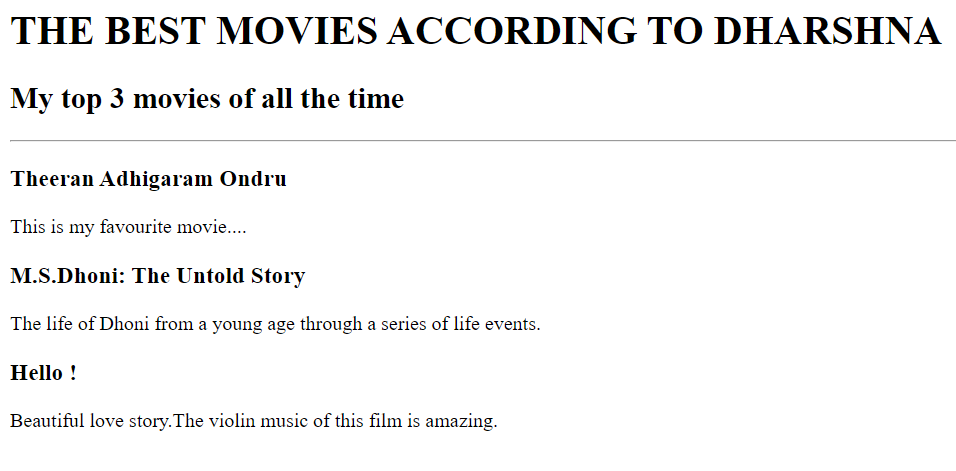 THE BEST MOVIES ACCORDING TO DHARSHNA
My top 3 movies of all the time
Theeran Adhigaram Ondru
This is my favourite movie....
M.S.Dhoni: The Untold Story
The life of Dhoni from a young age through a series of life events.
Hello !
Beautiful love story.The violin music of this film is amazing.